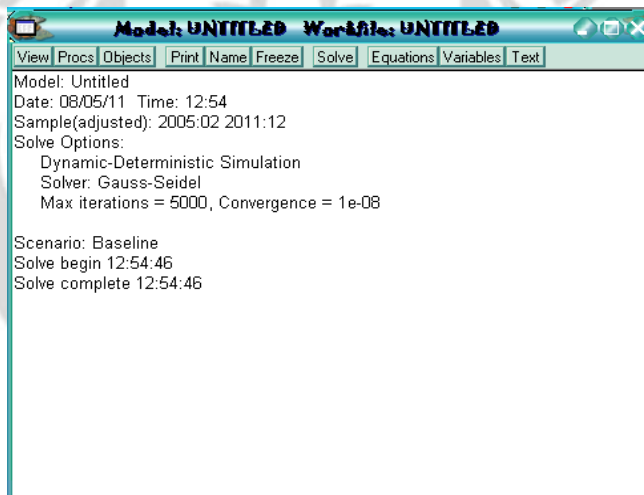 Model: UNTITLED Workfile: UNTITLED
View Procs Objects Print Name Freeze Solve Equations Variables Text
Model: Untitled
Date: 08/05/11 Time: 12:54
Sample(adjusted): 2005:02 2011:12
Solve Options:
Dynamic-Deterministic Simulation
Solver: Gauss-Seidel
Max iterations = 5000, Convergence = 1e-08
Scenario: Baseline
Solve begin 12:54:46
Solve complete 12:54:46